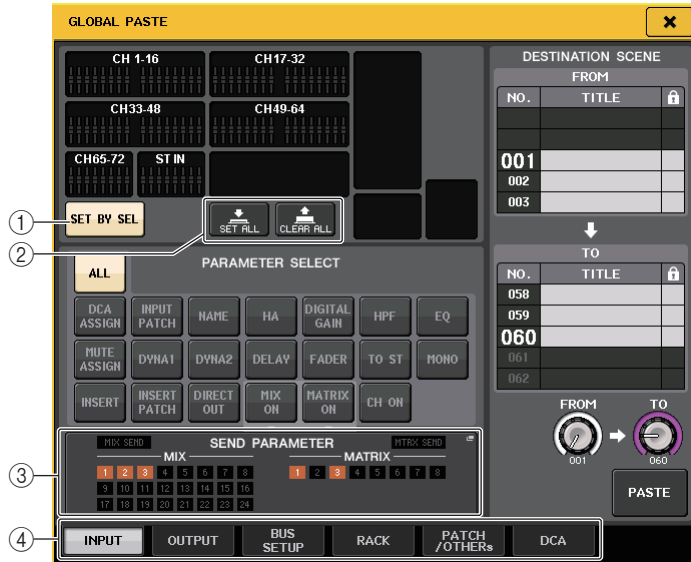 GLOBAL PASTE
CH 1-16
CH17-32
CH33-48
CH49-64
CH65-72
ST IN
① SET BY SEL
② SET ALL
CLEAR ALL
ALL
PARAMETER SELECT
DCA ASSIGN
INPUT PATCH
NAME
HA
DIGITAL GAIN
HPF
EQ
MUTE ASSIGN
DYNA1
DYNA2
DELAY
FADER
TO ST
MONO
INSERT
INSERT PATCH
DIRECT OUT
MIX ON
MATRIX ON
CH ON
③
MIX SEND
SEND PARAMETER
MTRX SEND
MIX
MATRIX
1 2 3 4 5 6 7 8
1 2 3 4 5 6 7 8
9 10 11 12 13 14 15 16
17 18 19 20 21 22 23 24
④
INPUT
OUTPUT
BUS SETUP
RACK
PATCH /OTHERs
DCA
DESTINATION SCENE
FROM
NO. TITLE
001
002
003
TO
NO. TITLE
058
059
060
061
062
FROM
TO
001
060
PASTE